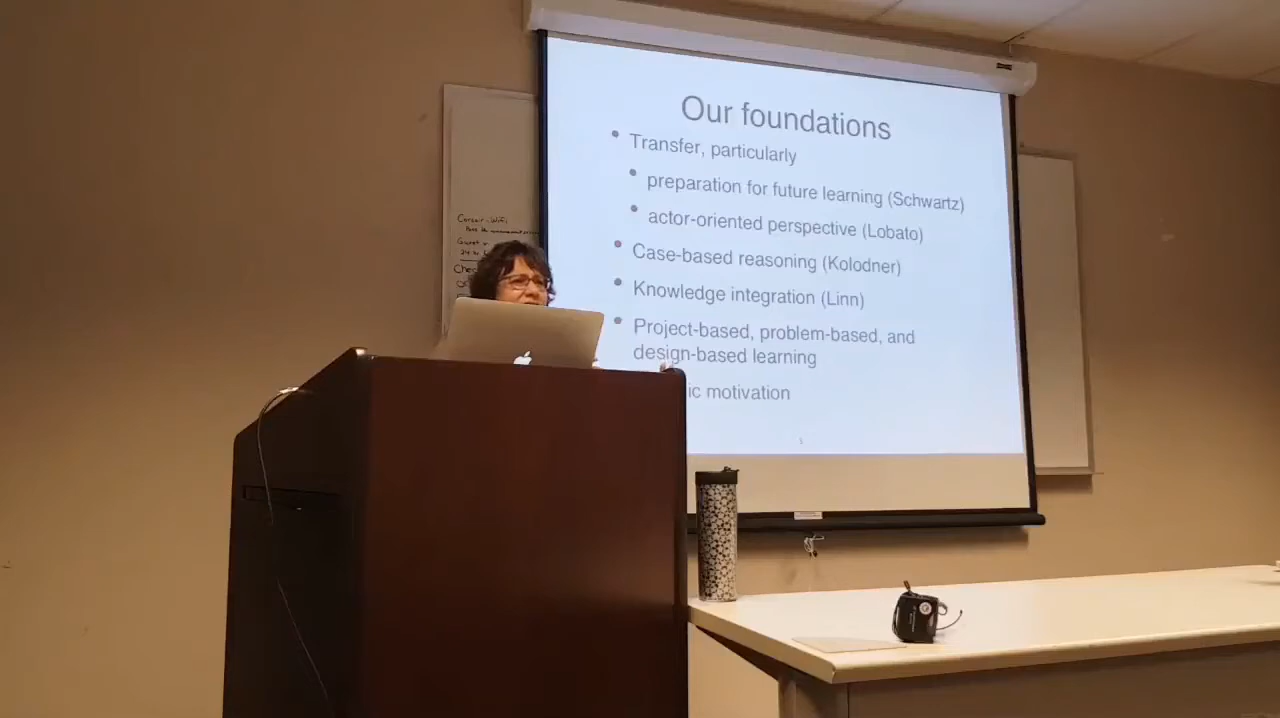 Our foundations
Transfer, particularly
preparation for future learning (Schwartz)
actor-oriented perspective (Lobato)
Case-based reasoning (Kolodner)
Knowledge integration (Linn)
Project-based, problem-based, and
design-based learning
ic motivation